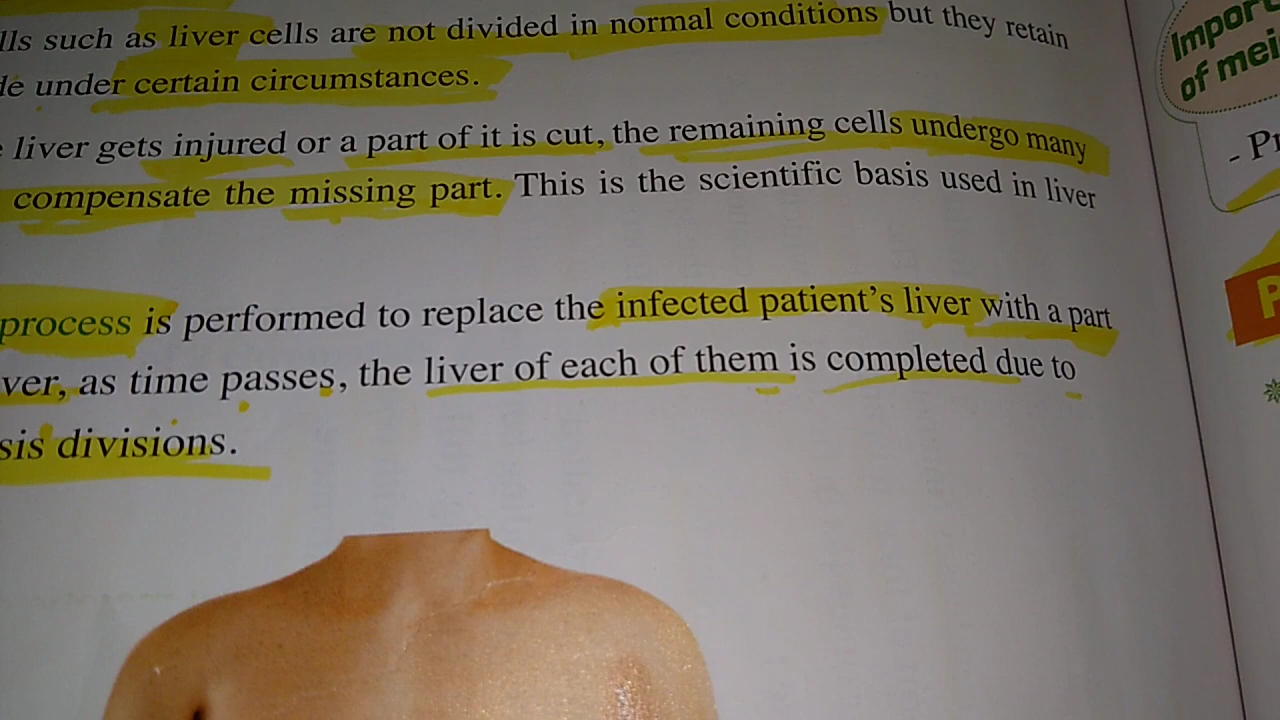 lls such as liver cells are not divided in normal conditions but they retain
de under certain circumstances.
liver gets injured or a part of it is cut, the remaining cells undergo many
compensate the missing part. This is the scientific basis used in liver
process is performed to replace the infected patient's liver with a part
ver, as time passes, the liver of each of them is completed due to
sis divisions.
Import
of mei
- Pr
P